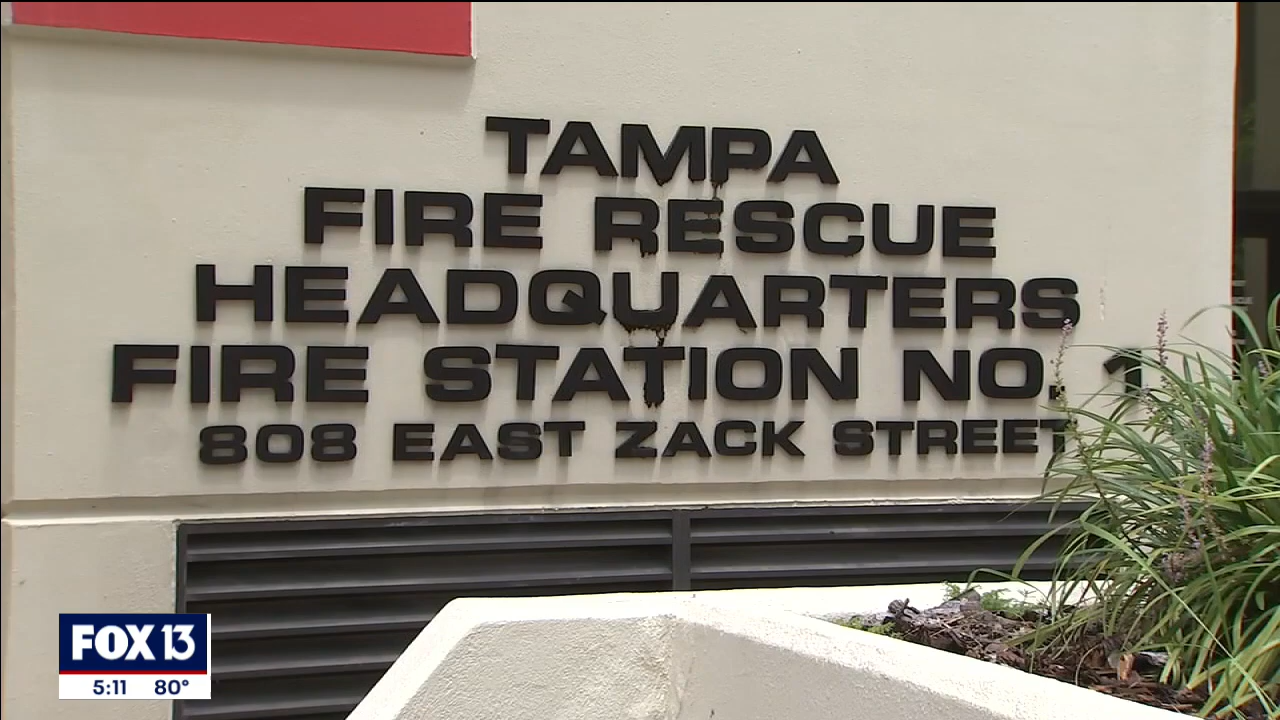 TAMPA
FIRE RESCUE
HEADQUARTERS
FIRE STATION NO. 1
808 EAST ZACK STREET
FOX 13
5:11 80°